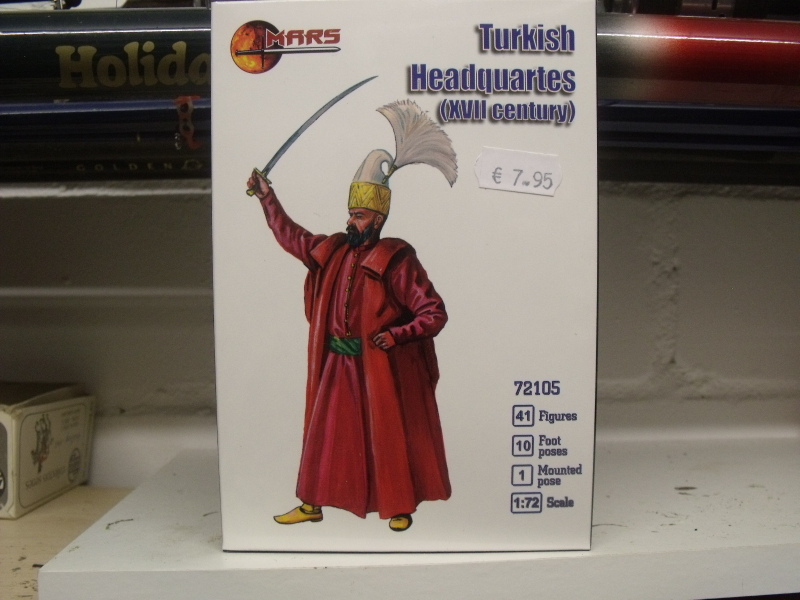 Holida
GOLDEN
MARS
Turkish
Headquartes
(XVII century)
€ 7.95
72105
41 Figures
10 Foot
poses
1 Mounted
pose
1:72 Scale